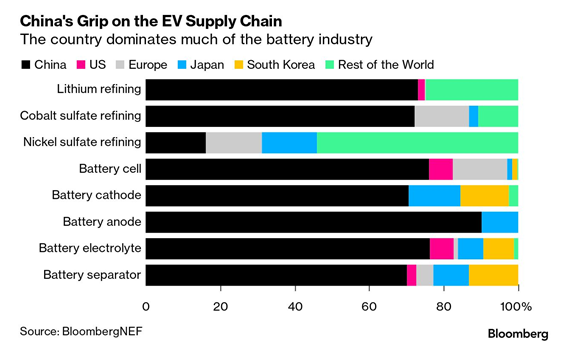 China's Grip on the EV Supply Chain
The country dominates much of the battery industry
China US Europe Japan South Korea Rest of the World
Lithium refining
Cobalt sulfate refining
Nickel sulfate refining
Battery cell
Battery cathode
Battery anode
Battery electrolyte
Battery separator
0 20 40 60 80 100%
Source: BloombergNEF
Bloomberg